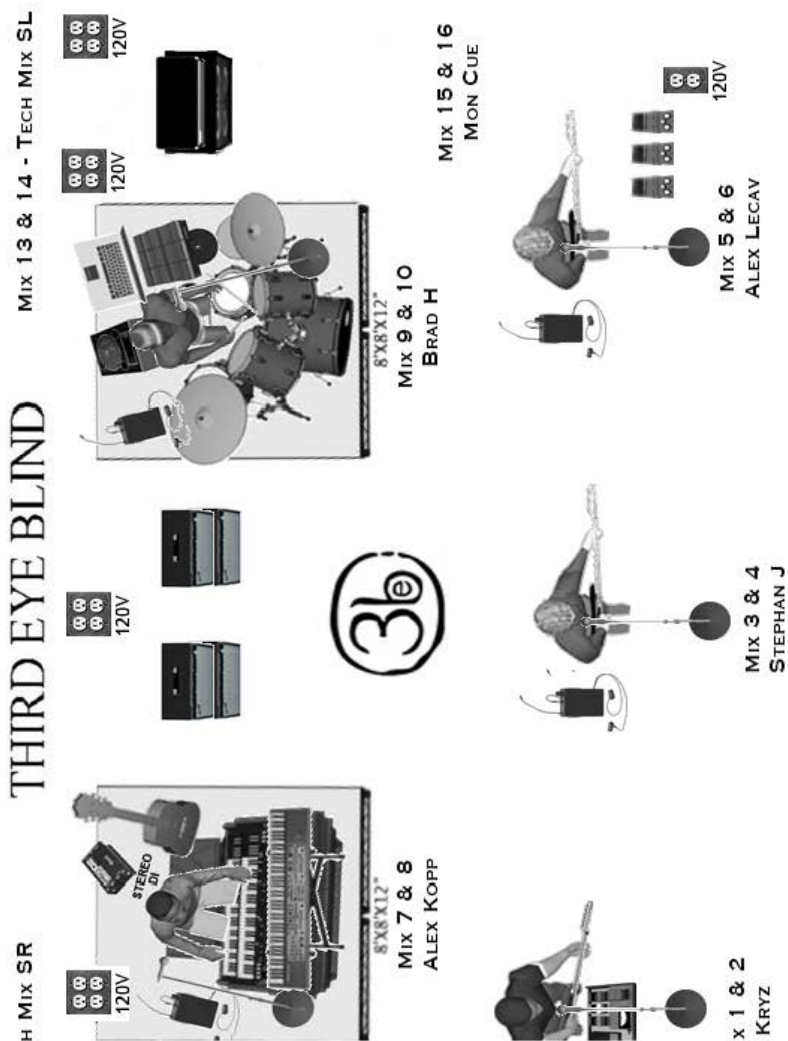 THIRD EYE BLIND
h Mix SR
Mix 13 & 14 - Tech Mix SL
120V
120V
120V
120V
STEREO
DI
8'X8'X12"
Mix 7 & 8
Alex Kopp
3eb
8'X8'X12"
Mix 9 & 10
Brad H
Mix 15 & 16
Mon Cue
120V
x 1 & 2
Kryz
Mix 3 & 4
Stephan J
Mix 5 & 6
Alex Lecav